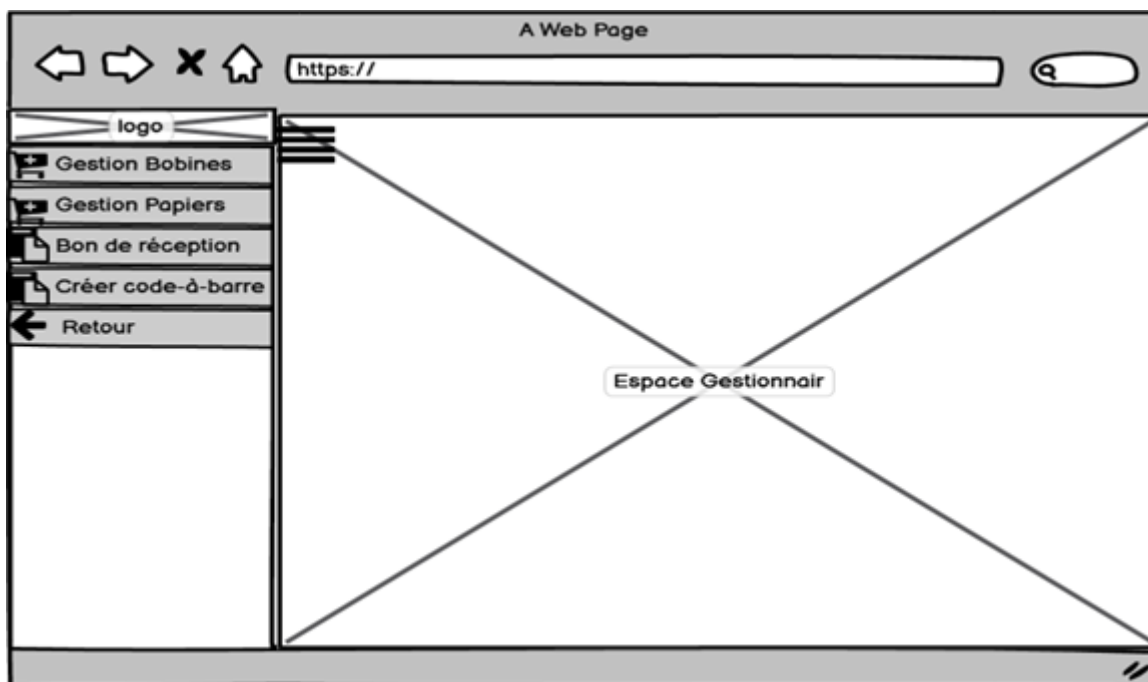 A Web Page
https://
logo
Gestion Bobines
Gestion Papiers
Bon de réception
Créer code-à-barre
Retour
Espace Gestionnair